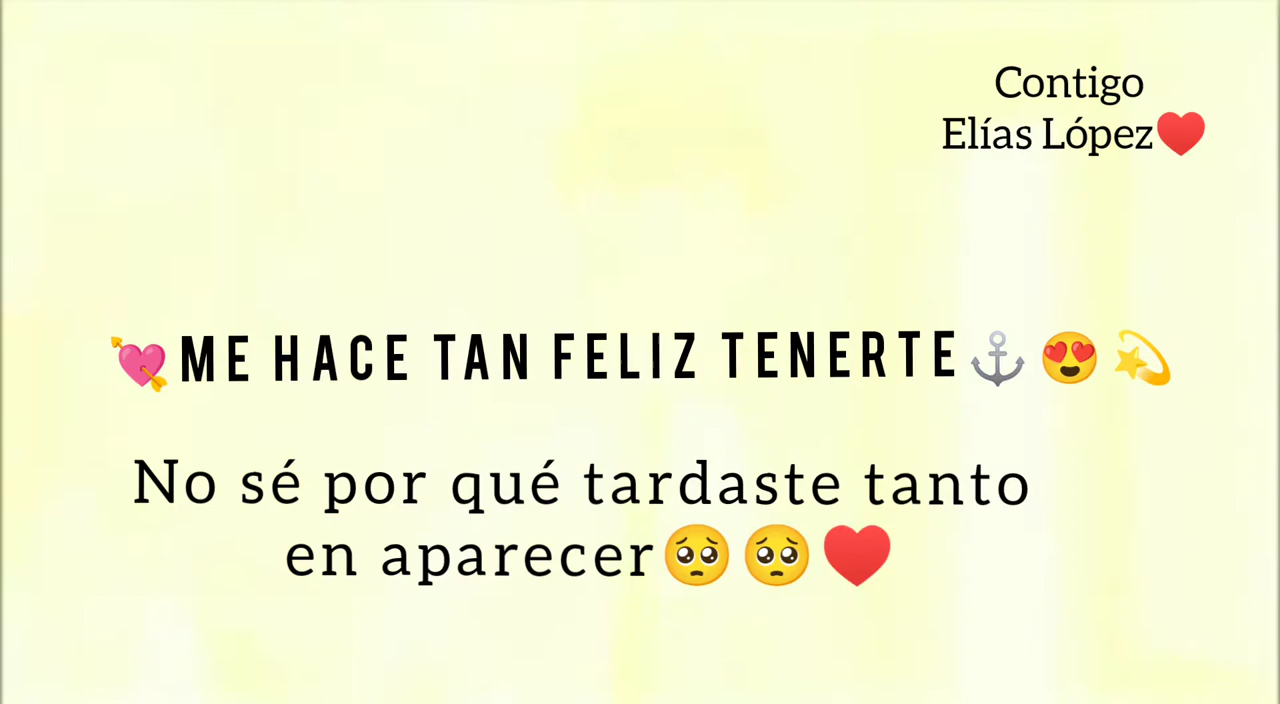 Contigo
Elías López♥️
💘ME HACE TAN FELIZ TENERTE⚓😍💫
No sé por qué tardaste tanto
en aparecer🥺🥺♥️